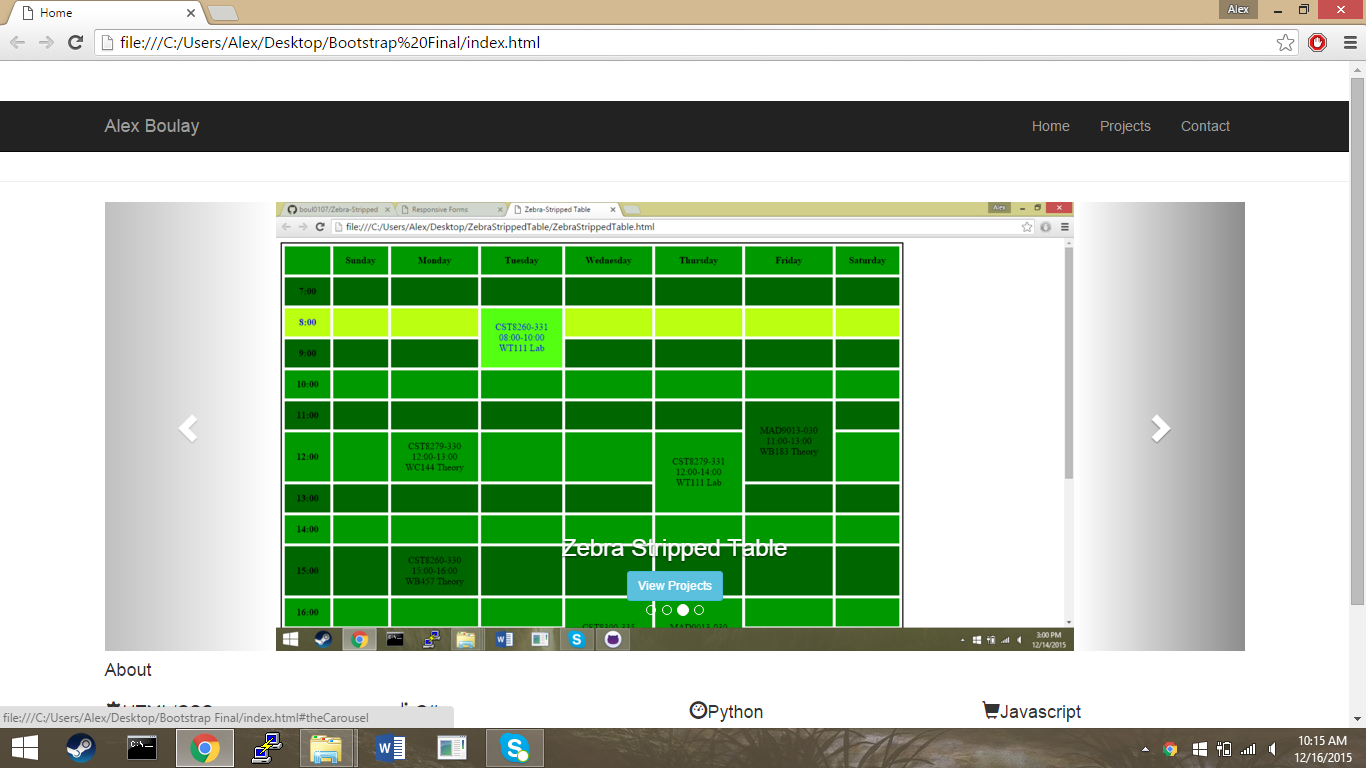 Home
Alex
file:///C:/Users/Alex/Desktop/Bootstrap%20Final/index.html
Alex Boulay
Home Projects Contact
boul0107/Zebra-Stripped Responsive Forms Zebra-Stripped Table
Alex
file:///C:/Users/Alex/Desktop/ZebraStrippedTable/ZebraStrippedTable.html
Sunday Monday Tuesday Wednesday Thursday Friday Saturday
7:00
8:00
CST8260-331
08:00-10:00
WT111 Lab
9:00
10:00
11:00
MAD9013-030
11:00-13:00
WB183 Theory
12:00
CST8279-330
12:00-13:00
WC144 Theory
CST8279-331
12:00-14:00
WT111 Lab
13:00
14:00
15:00
CST8260-330
15:00-16:00
WB457 Theory
16:00
MAD9013-030
Zebra Stripped Table
View Projects
3:00 PM
12/14/2015
About
Python
Javascript
file:///C:/Users/Alex/Desktop/Bootstrap Final/index.html#theCarousel
10:15 AM
12/16/2015